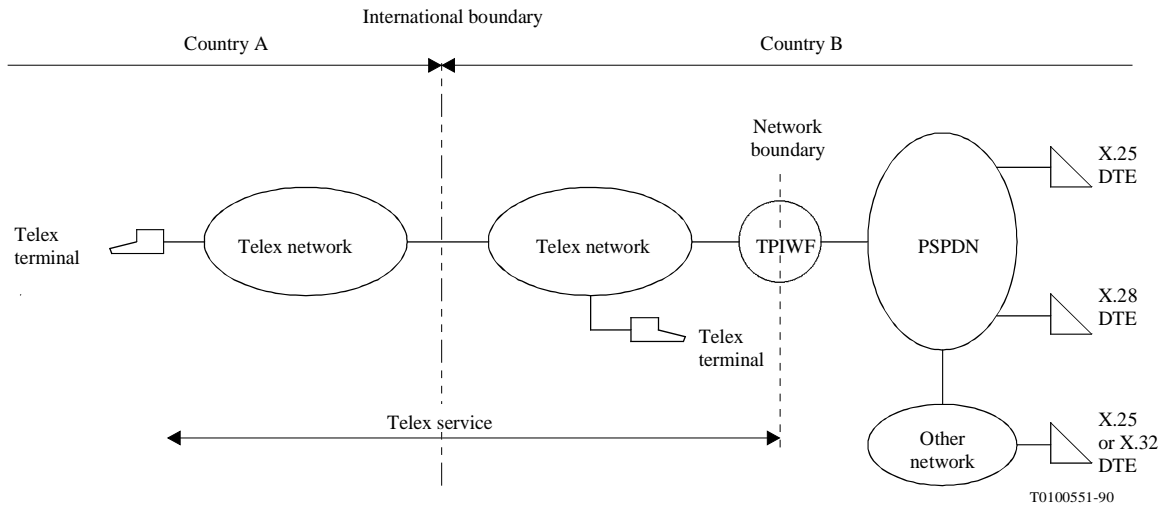 International boundary
Country A
Country B
Network
boundary
X.25
DTE
Telex
terminal
Telex network
Telex network
TPIWF
PSPDN
X.28
DTE
Telex
terminal
Telex service
Other
network
X.25
or X.32
DTE
T0100551-90